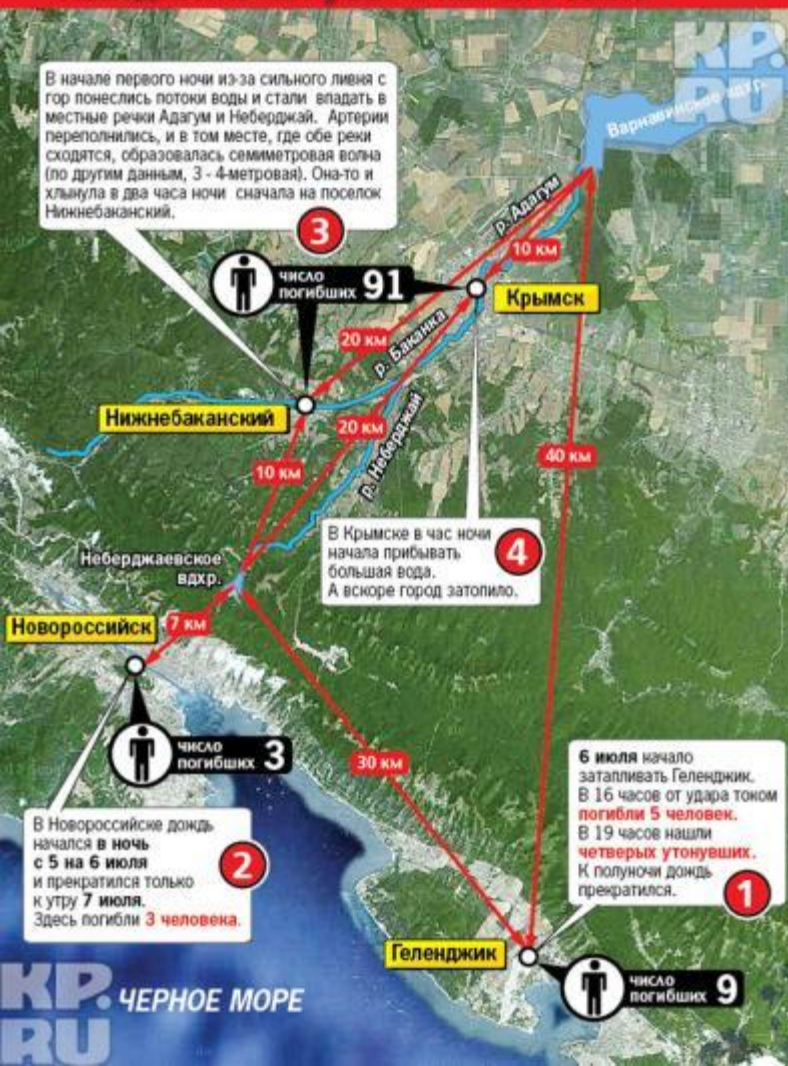 КР.
RU
Варнавинское вдхр.
В начале первого ночи из-за сильного ливня с
гор понеслись потоки воды и стали впадать в
местные речки Адагум и Неберджай. Артерии
переполнились, и в том месте, где обе реки
сходятся, образовалась семиметровая волна
(по другим данным, 3 - 4-метровая). Она-то и
хлынула в два часа ночи сначала на поселок
Нижнебаканский.
3
р. Адагум
10 км
число
погибших 91
Крымск
20 км
р. Баканка
Нижнебаканский
20 км
р. Неберджай
10 км
40 км
В Крымске в час ночи
начала прибывать
большая вода.
А вскоре город затопило.
4
Неберджаевское
вдхр.
Новороссийск
7 км
число
погибших 3
30 км
6 июля начало
затапливать Геленджик.
В 16 часов от удара током
погибли 5 человек.
В 19 часов нашли
четверых утонувших.
К полуночи дождь
прекратился.
1
В Новороссийске дождь
начался в ночь
с 5 на 6 июля
и прекратился только
к утру 7 июля.
Здесь погибли 3 человека.
2
Геленджик
число
погибших 9
КР.
RU
ЧЕРНОЕ МОРЕ